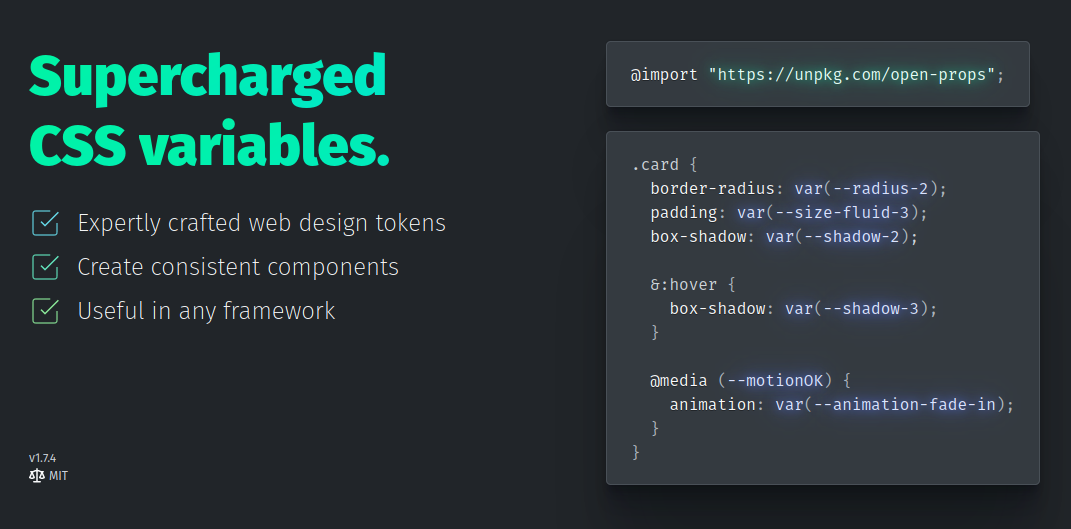 Supercharged
CSS variables.
Expertly crafted web design tokens
Create consistent components
Useful in any framework
v1.7.4
MIT
@import "https://unpkg.com/open-props";
.card {
  border-radius: var(--radius-2);
  padding: var(--size-fluid-3);
  box-shadow: var(--shadow-2);
  &:hover {
    box-shadow: var(--shadow-3);
  }
  @media (--motionOK) {
    animation: var(--animation-fade-in);
  }
}